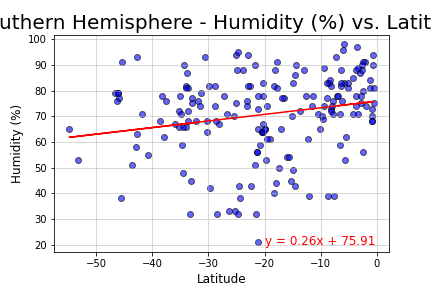 uthern Hemisphere - Humidity (%) vs. Latit
100
90
80
70
60
50
40
30
20
Humidity (%)
y = 0.26x + 75.91
−50 −40 −30 −20 −10 0
Latitude